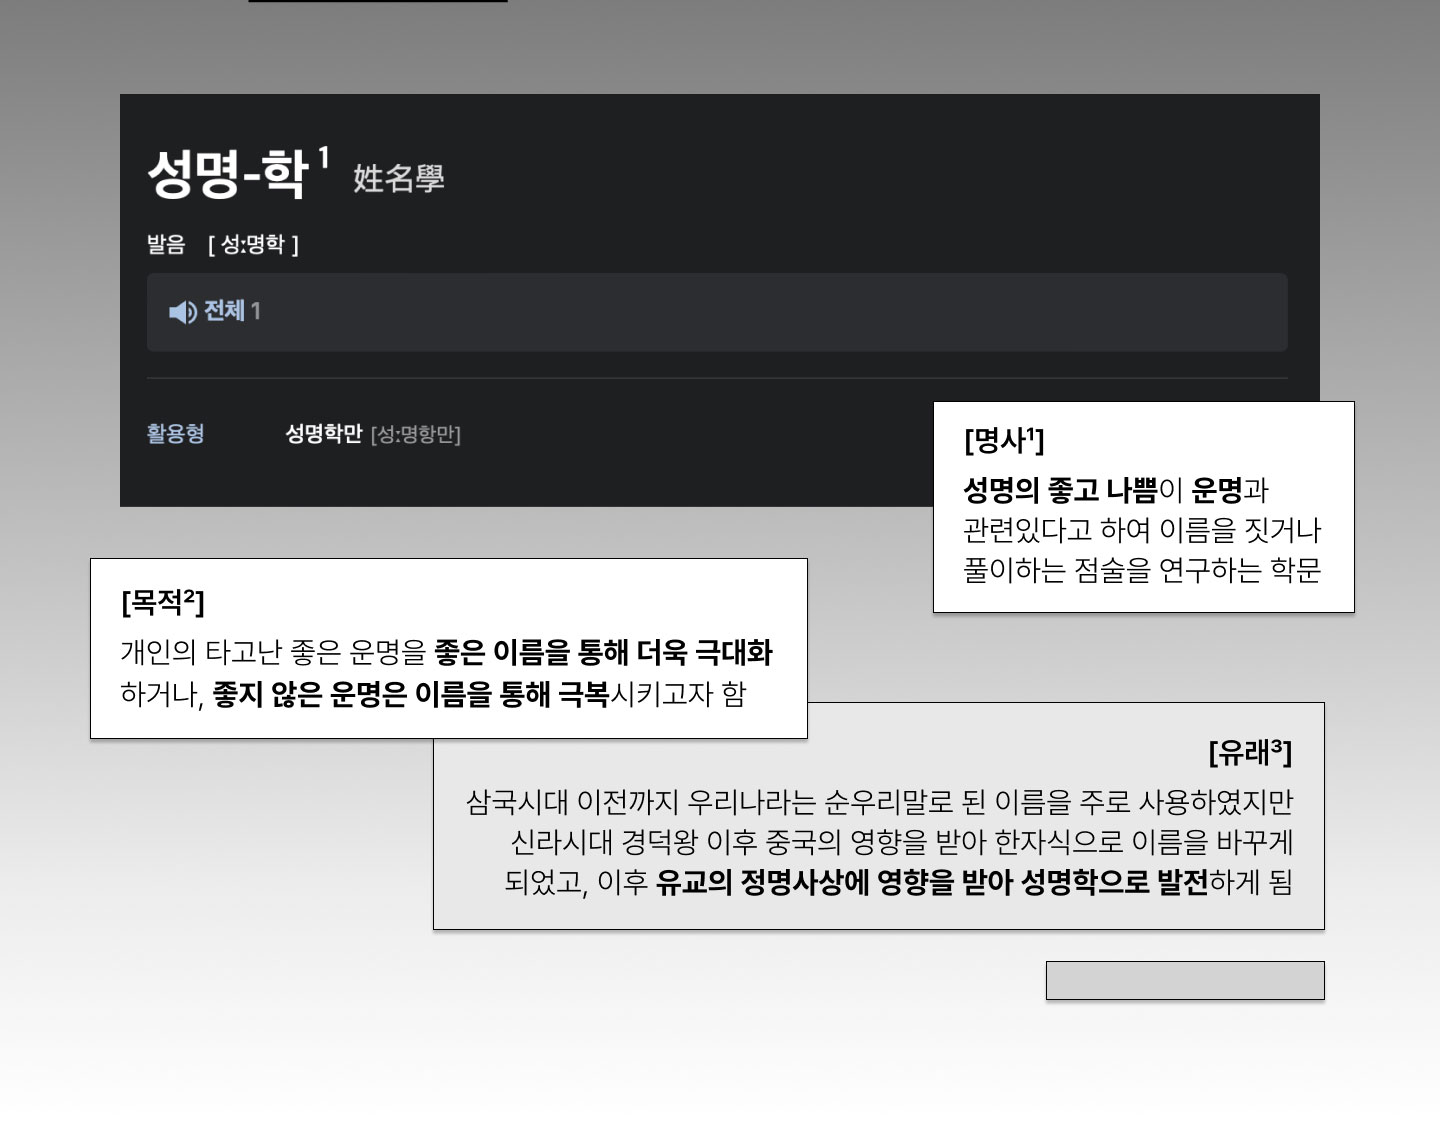 성명-학¹ 姓名學
발음 [ 성ː명학 ]
전체 1
활용형 성명학만 [성ː명항만]
[명사¹]
성명의 좋고 나쁨이 운명과
관련있다고 하여 이름을 짓거나
풀이하는 점술을 연구하는 학문
[목적²]
개인의 타고난 좋은 운명을 좋은 이름을 통해 더욱 극대화
하거나, 좋지 않은 운명은 이름을 통해 극복시키고자 함
[유래³]
삼국시대 이전까지 우리나라는 순우리말로 된 이름을 주로 사용하였지만
신라시대 경덕왕 이후 중국의 영향을 받아 한자식으로 이름을 바꾸게
되었고, 이후 유교의 정명사상에 영향을 받아 성명학으로 발전하게 됨